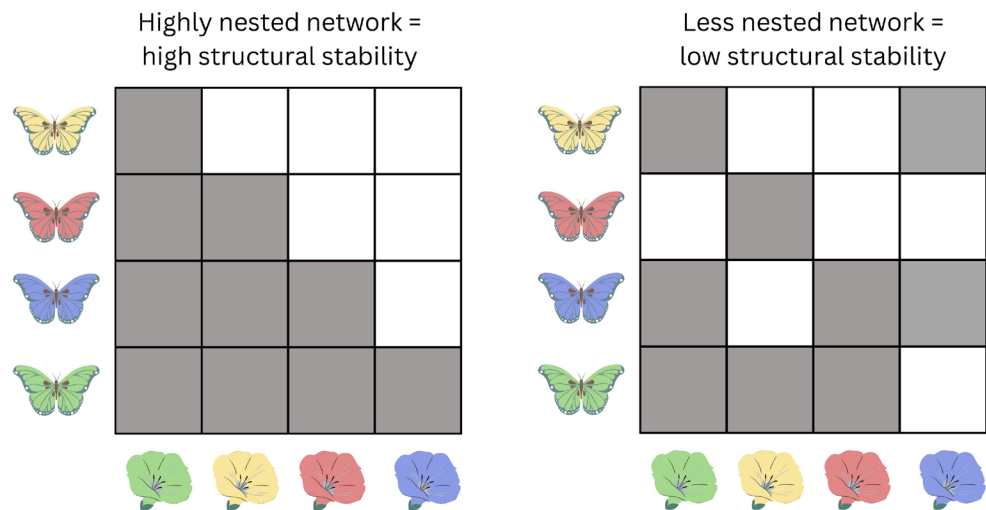 Highly nested network =
high structural stability
Less nested network =
low structural stability